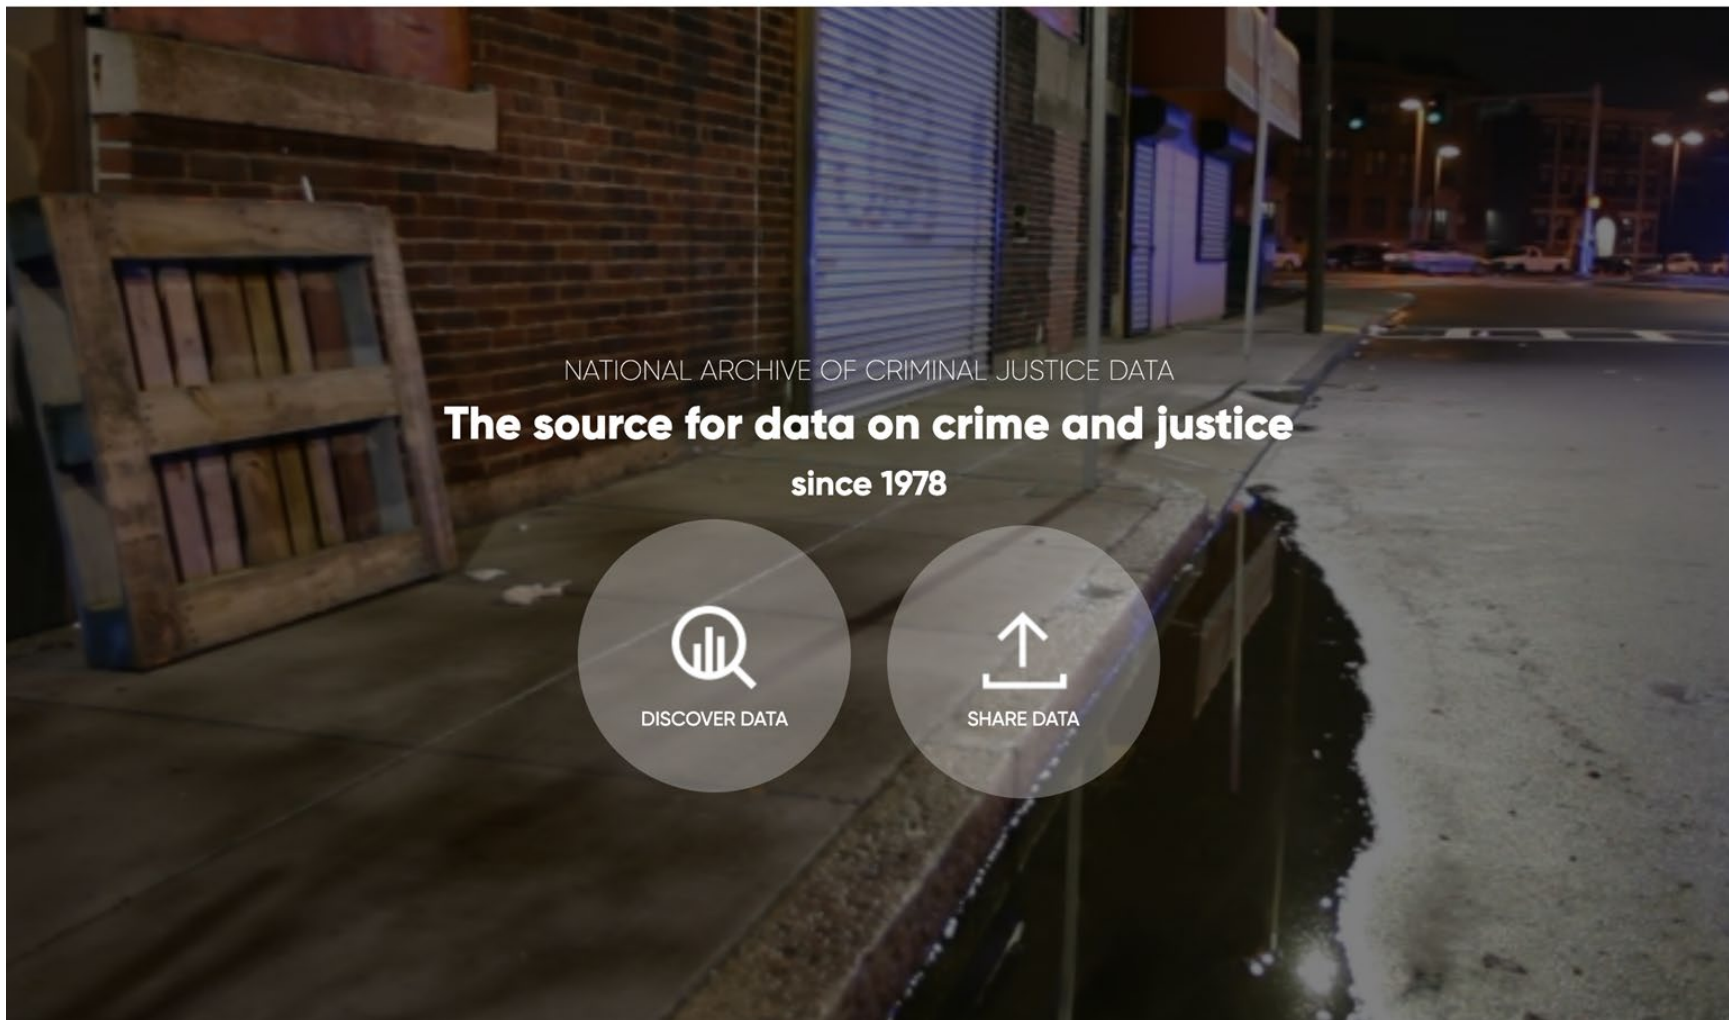 NATIONAL ARCHIVE OF CRIMINAL JUSTICE DATA
The source for data on crime and justice
since 1978
DISCOVER DATA
SHARE DATA